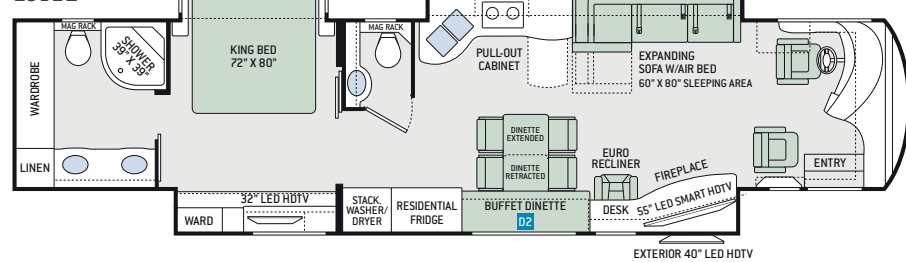 MAG RACK
SHOWER
39" X 39"
WARDROBE
LINEN
KING BED
72" X 80"
MAG RACK
PULL-OUT
CABINET
EXPANDING
SOFA W/AIR BED
60" X 80" SLEEPING AREA
DINETTE
EXTENDED
DINETTE
RETRACTED
EURO
RECLINER
FIREPLACE
ENTRY
WARD
32" LED HDTV
STACK.
WASHER/
DRYER
RESIDENTIAL
FRIDGE
BUFFET DINETTE
D2
DESK
55" LED SMART HDTV
EXTERIOR 40" LED HDTV